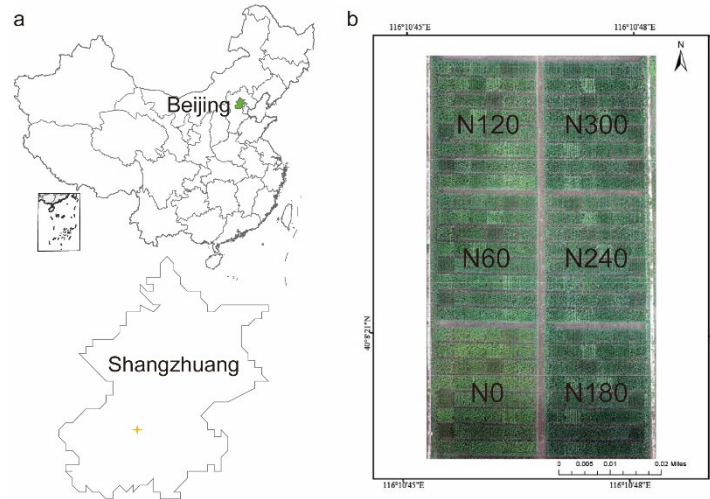 a
Beijing
Shangzhuang
b
116°10'45"E 116°10'48"E
N
N120 N300
N60 N240
40°8'21"N
N0 N180
0 0.005 0.01 0.02 Miles
116°10'45"E 116°10'48"E